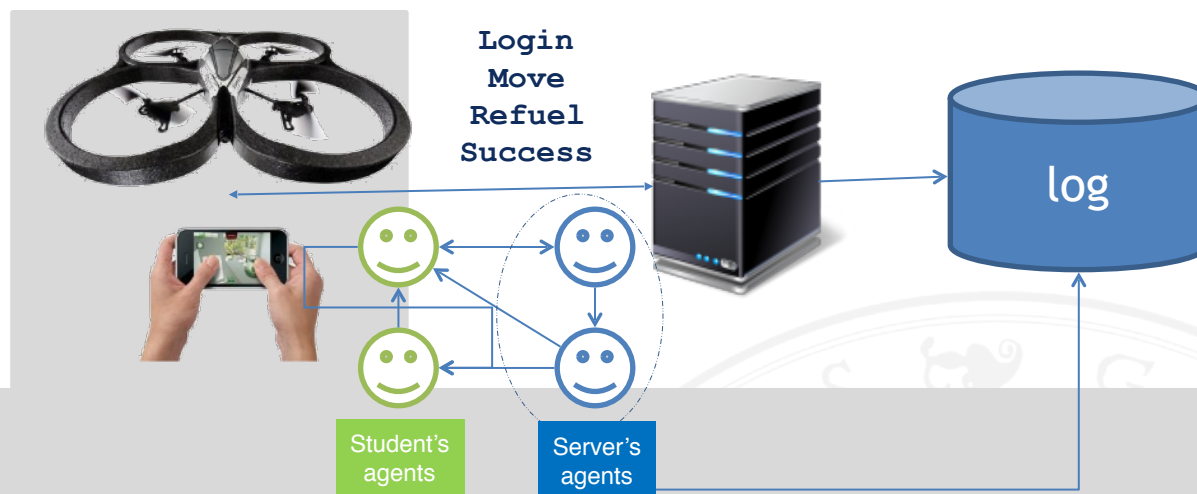 Login
Move
Refuel
Success
log
S G
Student's
agents
Server's
agents